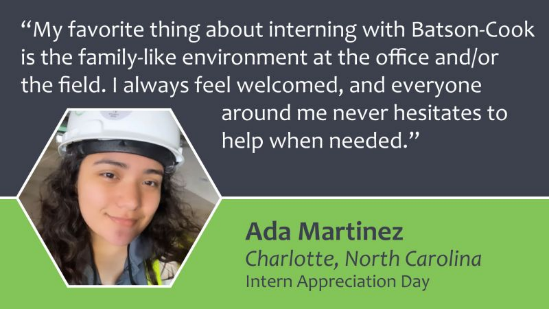 “My favorite thing about interning with Batson-Cook
is the family-like environment at the office and/or
the field. I always feel welcomed, and everyone
around me never hesitates to
help when needed.”
Ada Martinez
Charlotte, North Carolina
Intern Appreciation Day